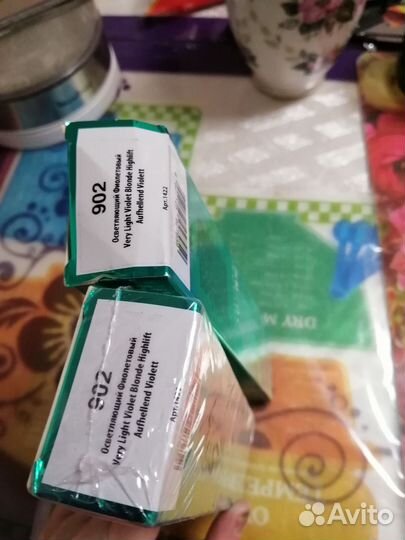 902
Осветляющий Фиолетовый
Very Light Violet Blonde Highlift
Aufhellend Violett
Арт.1422
902
Осветляющий Фиолетовый
Very Light Violet Blonde Highlift
Aufhellend Violett
DRY M
Avito